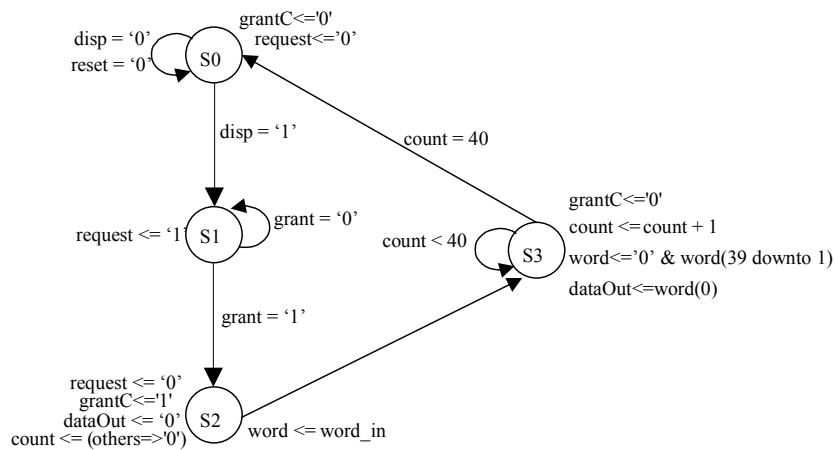 grantC<='0'
disp = ‘0’
request<=’0’
reset = ‘0’
S0
disp = ‘1’
count = 40
grantC<='0'
request <= ‘1’
S1
grant = ‘0’
count <= count + 1
count < 40
S3
word<=’0’ & word(39 downto 1)
dataOut<=word(0)
grant = ‘1’
request <= ‘0’
grantC<='1'
dataOut <= ‘0’
S2
count <= (others=>'0')
word <= word_in